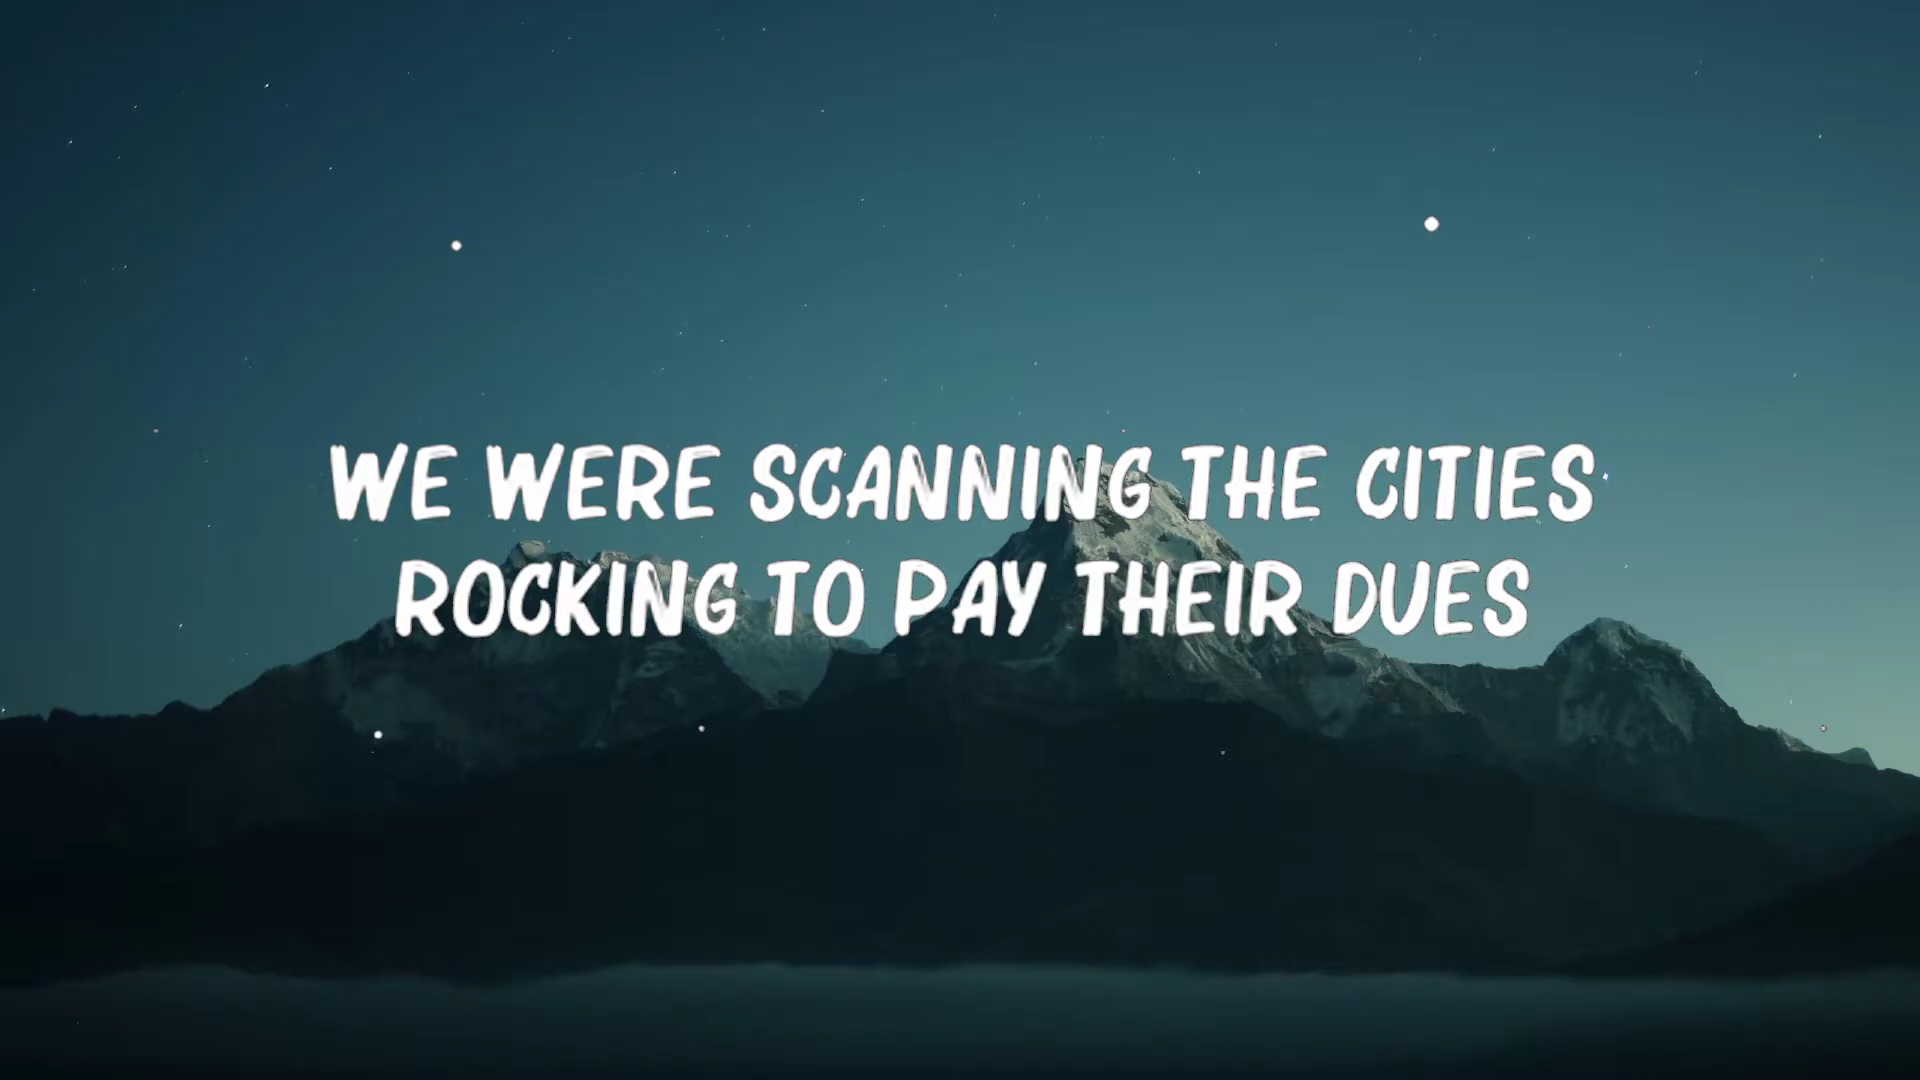 WE WERE SCANNING THE CITIES
ROCKING TO PAY THEIR DUES